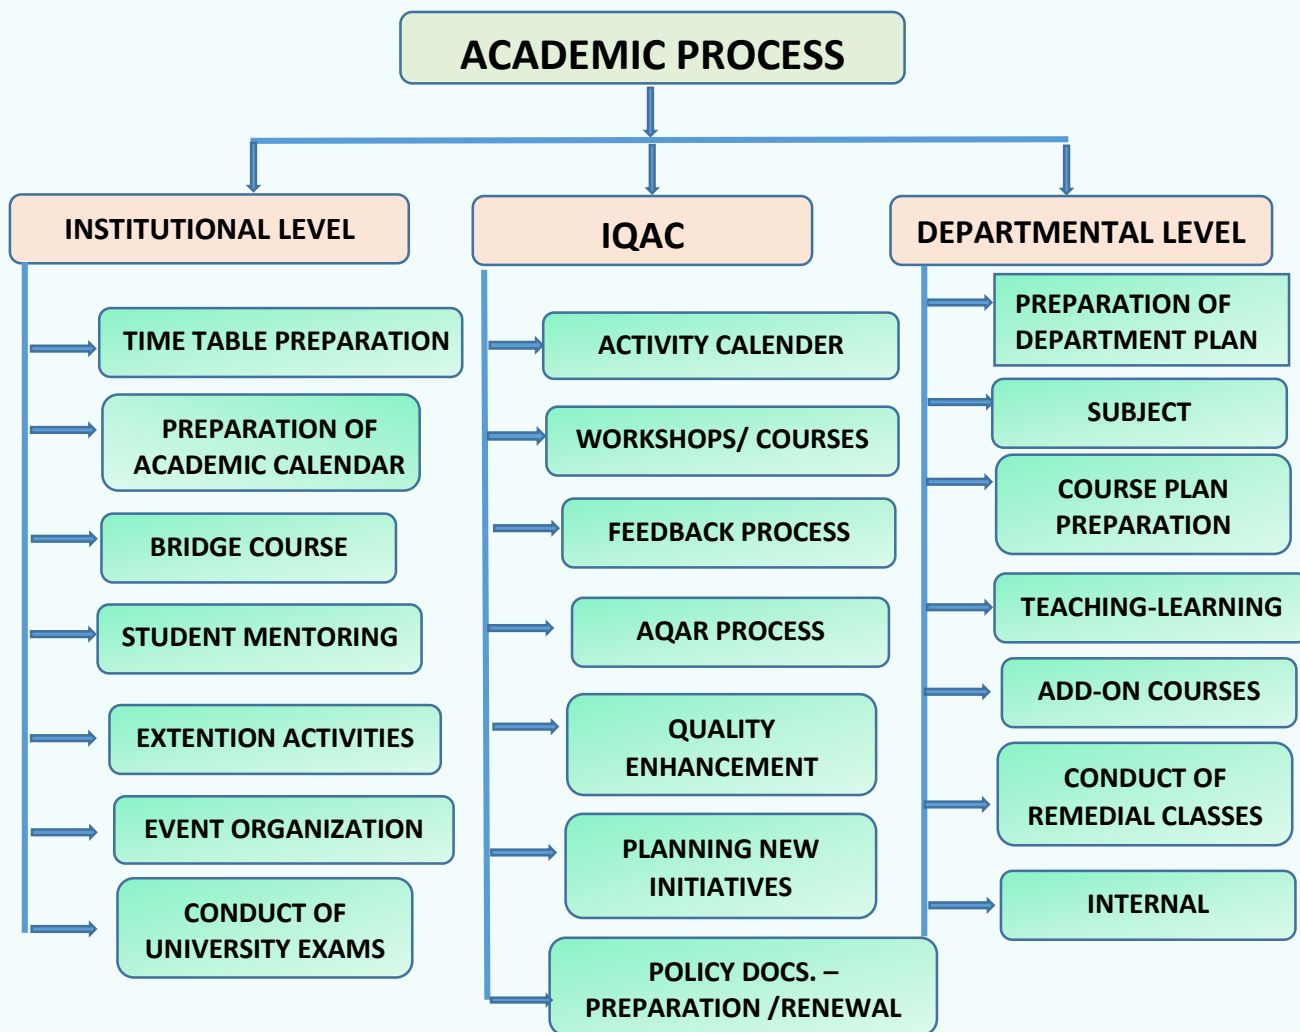 ACADEMIC PROCESS
INSTITUTIONAL LEVEL
TIME TABLE PREPARATION
PREPARATION OF
ACADEMIC CALENDAR
BRIDGE COURSE
STUDENT MENTORING
EXTENTION ACTIVITIES
EVENT ORGANIZATION
CONDUCT OF
UNIVERSITY EXAMS
IQAC
ACTIVITY CALENDER
WORKSHOPS/ COURSES
FEEDBACK PROCESS
AQAR PROCESS
QUALITY
ENHANCEMENT
PLANNING NEW
INITIATIVES
POLICY DOCS. –
PREPARATION /RENEWAL
DEPARTMENTAL LEVEL
PREPARATION OF
DEPARTMENT PLAN
SUBJECT
COURSE PLAN
PREPARATION
TEACHING-LEARNING
ADD-ON COURSES
CONDUCT OF
REMEDIAL CLASSES
INTERNAL